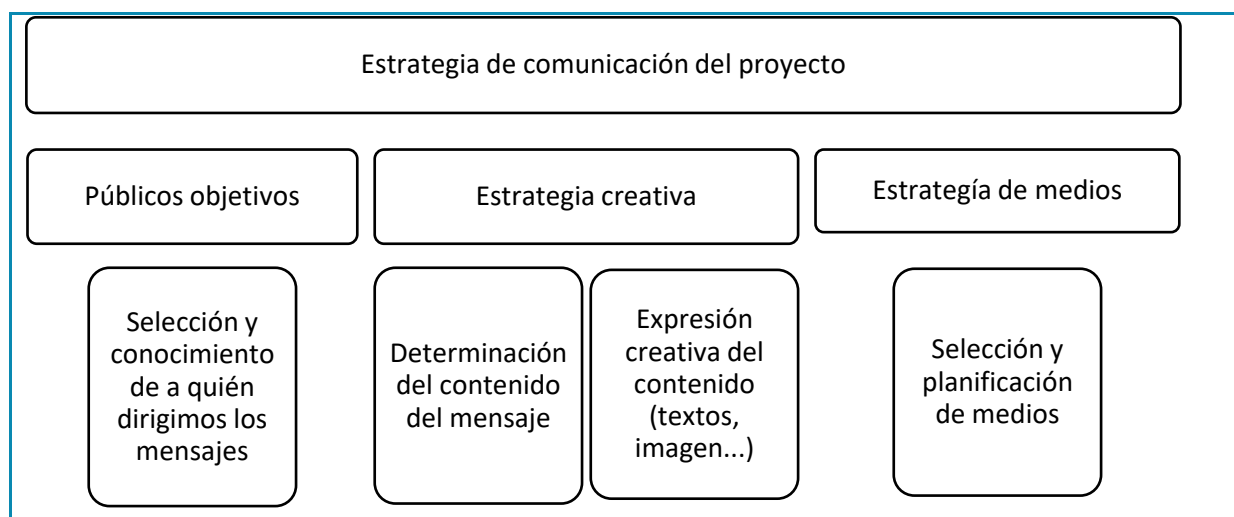 Estrategia de comunicación del proyecto
Públicos objetivos
Estrategia creativa
Estrategía de medios
Selección y
conocimiento
de a quién
dirigimos los
mensajes
Determinación
del contenido
del mensaje
Expresión
creativa del
contenido
(textos,
imagen...)
Selección y
planificación
de medios